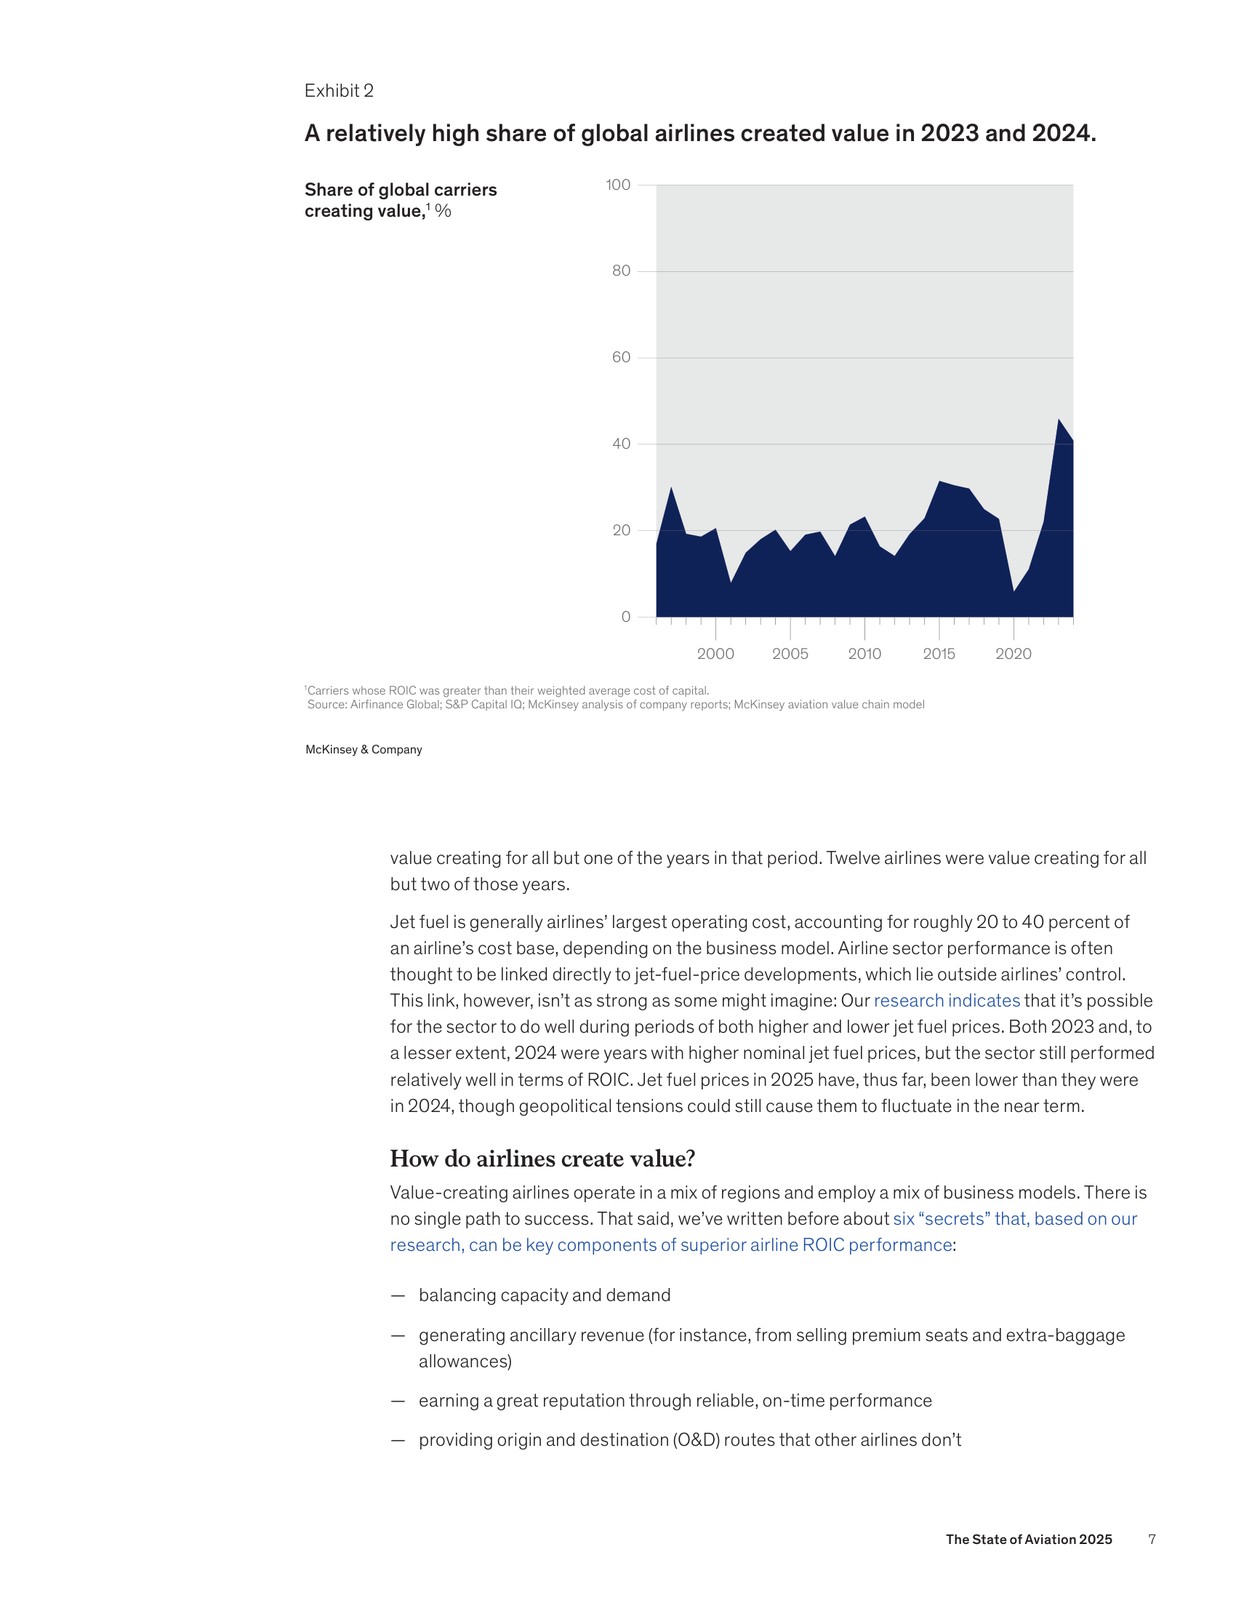 Exhibit 2
A relatively high share of global airlines created value in 2023 and 2024.
Share of global carriers
creating value,¹ %
100
80
60
40
20
0
2000 2005 2010 2015 2020
¹Carriers whose ROIC was greater than their weighted average cost of capital.
Source: Airfinance Global; S&P Capital IQ; McKinsey analysis of company reports; McKinsey aviation value chain model
McKinsey & Company
value creating for all but one of the years in that period. Twelve airlines were value creating for all
but two of those years.
Jet fuel is generally airlines’ largest operating cost, accounting for roughly 20 to 40 percent of
an airline’s cost base, depending on the business model. Airline sector performance is often
thought to be linked directly to jet-fuel-price developments, which lie outside airlines’ control.
This link, however, isn’t as strong as some might imagine: Our research indicates that it’s possible
for the sector to do well during periods of both higher and lower jet fuel prices. Both 2023 and, to
a lesser extent, 2024 were years with higher nominal jet fuel prices, but the sector still performed
relatively well in terms of ROIC. Jet fuel prices in 2025 have, thus far, been lower than they were
in 2024, though geopolitical tensions could still cause them to fluctuate in the near term.
How do airlines create value?
Value-creating airlines operate in a mix of regions and employ a mix of business models. There is
no single path to success. That said, we’ve written before about six “secrets” that, based on our
research, can be key components of superior airline ROIC performance:
— balancing capacity and demand
— generating ancillary revenue (for instance, from selling premium seats and extra-baggage
allowances)
— earning a great reputation through reliable, on-time performance
— providing origin and destination (O&D) routes that other airlines don’t
The State of Aviation 2025 7